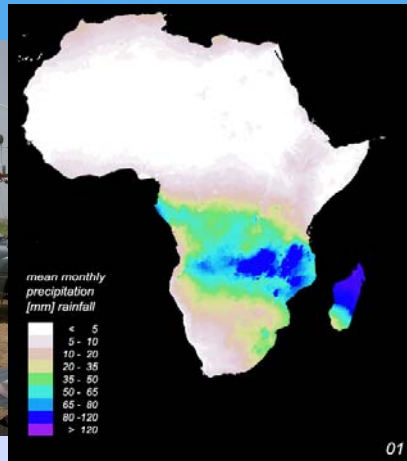 mean monthly
precipitation
[mm] rainfall
< 5
5 - 10
10 - 20
20 - 35
35 - 50
50 - 65
65 - 80
80 -120
> 120
01